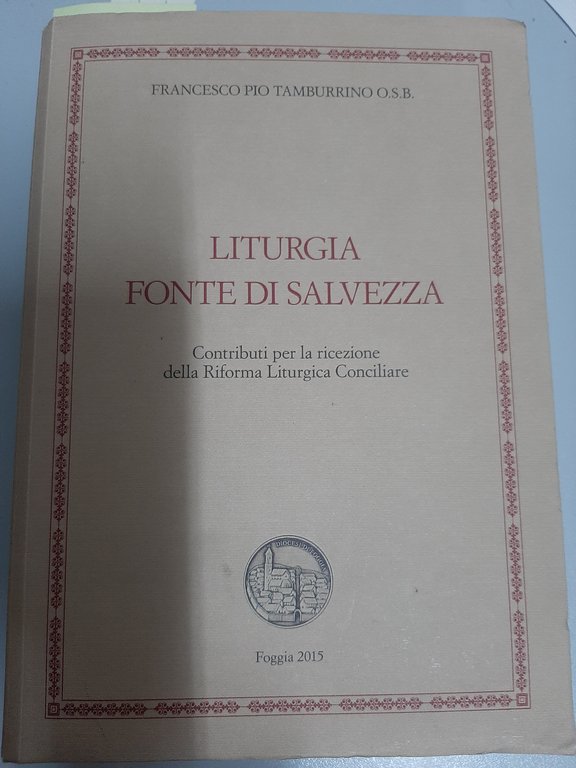 FRANCESCO PIO TAMBURRINO O.S.B.
LITURGIA
FONTE DI SALVEZZA
Contributi per la ricezione
della Riforma Liturgica Conciliare
Foggia 2015